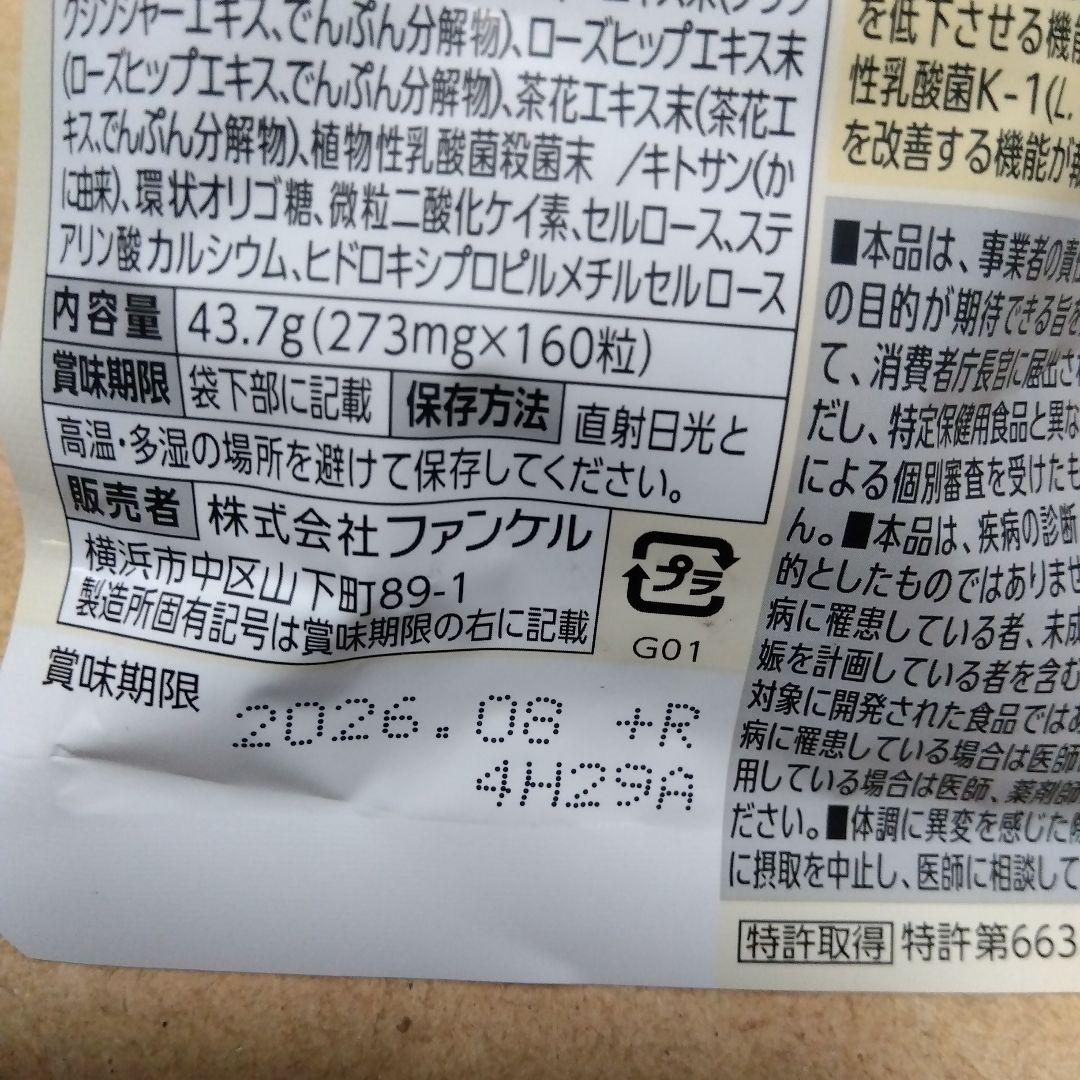 クジンジャーエキス、でんぷん分解物)、ローズヒップエキス末
(ローズヒップエキス、でんぷん分解物)、茶花エキス末(茶花エ
キス、でんぷん分解物)、植物性乳酸菌殺菌末 /キトサン(か
に由来)、環状オリゴ糖、微粒二酸化ケイ素、セルロース、ステ
アリン酸カルシウム、ヒドロキシプロピルメチルセルロース
内容量 43.7g(273mg×160粒)
賞味期限 袋下部に記載 保存方法 直射日光と
高温・多湿の場所を避けて保存してください。
販売者 株式会社ファンケル
横浜市中区山下町89-1
製造所固有記号は賞味期限の右に記載
プラ
G01
賞味期限 2026.08 +R
4H29A
を低下させる機
性乳酸菌K-1(L.
を改善する機能が
■本品は、事業者の責
の目的が期待できる旨を
て、消費者庁長官に届出さ
だし、特定保健用食品と異な
による個別審査を受けたも
ん。■本品は、疾病の診断
的としたものではありませ
病に罹患している者、未成
娠を計画している者を含む
対象に開発された食品ではあ
病に罹患している場合は医師
用している場合は医師、薬剤師
ださい。■体調に異変を感じた
に摂取を中止し、医師に相談して
特許取得 特許第663